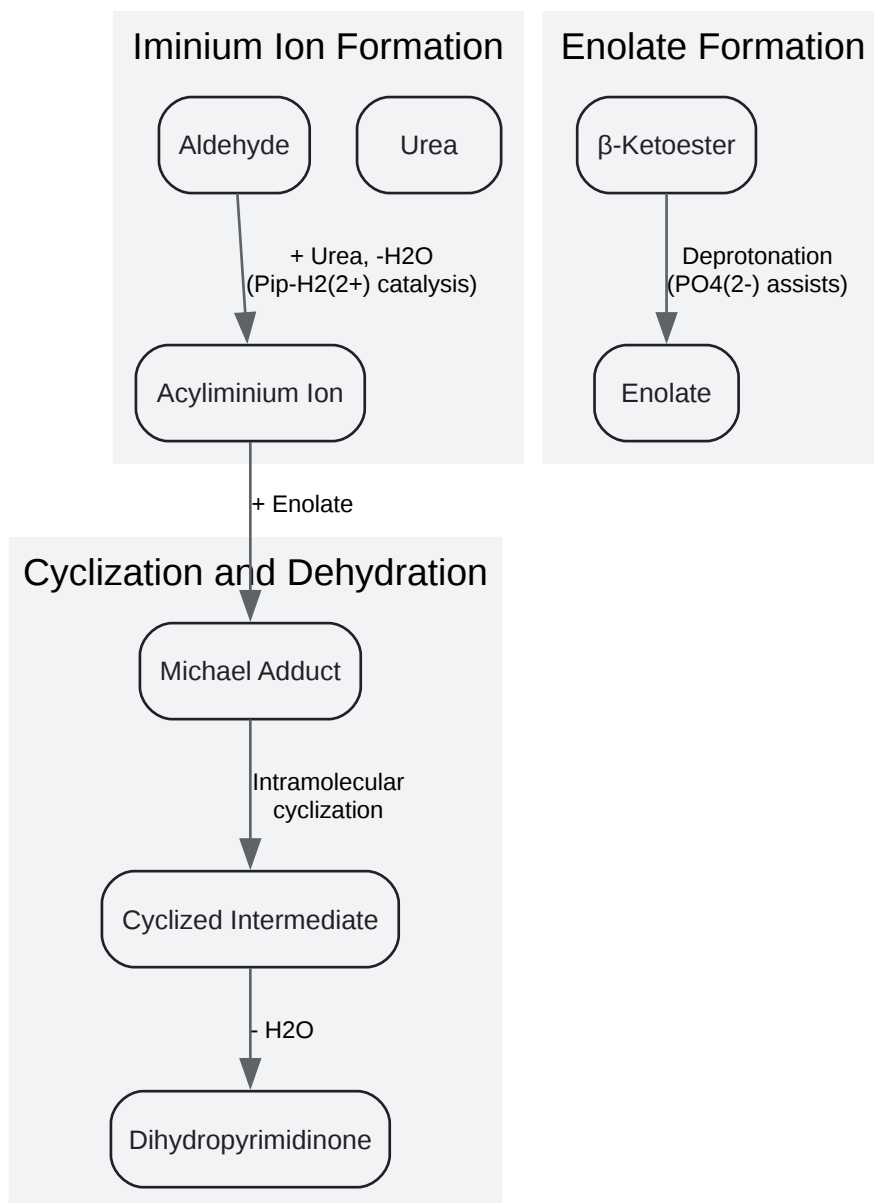 Iminium Ion Formation
Enolate Formation
Aldehyde
Urea
β-Ketoester
+ Urea, -H2O
(Pip-H2(2+) catalysis)
Deprotonation
(PO4(2-) assists)
Acyliminium Ion
Enolate
+ Enolate
Cyclization and Dehydration
Michael Adduct
Intramolecular
cyclization
Cyclized Intermediate
- H2O
Dihydropyrimidinone